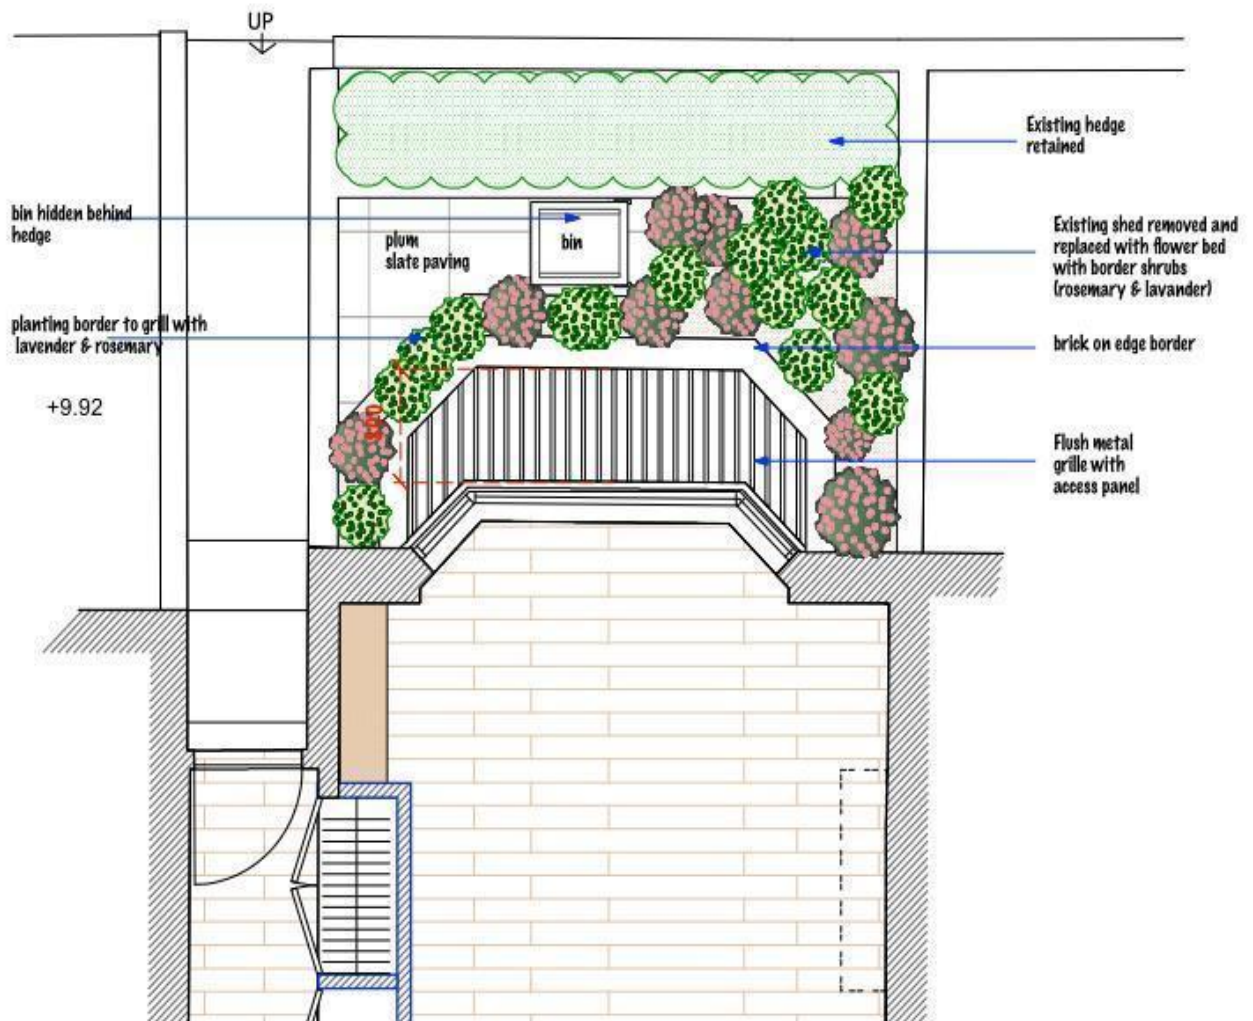 UP
Existing hedge
retained
bin hidden behind
hedge
plum
slate paving
bin
Existing shed removed and
replaced with flower bed
with border shrubs
(rosemary & lavander)
planting border to grill with
lavender & rosemary
brick on edge border
+9.92
Flush metal
grille with
access panel